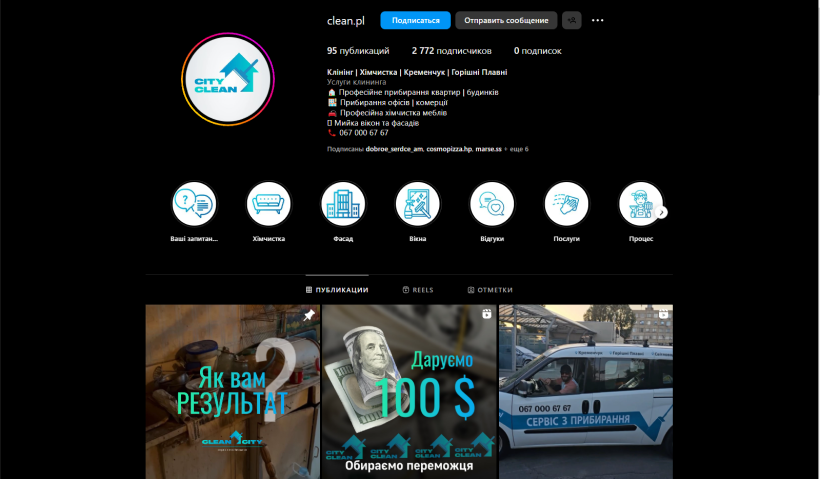 clean.pl
Подписаться
Отправить сообщение
95 публикаций
2 772 подписчиков
0 подписок
Клінінг | Хімчистка | Кременчук | Горішні Плавні
Услуги клининга
Професійне прибирання квартир | будинків
Прибирання офісів | комерції
Професійна хімчистка меблів
Мийка вікон та фасадів
067 000 67 67
Подписаны dobroe_serdce_am, cosmopizza.hp, marse.ss + еще 6
CITY
CLEAN
Ваші запитан...
Хімчистка
Фасад
Вікна
Відгуки
Послуги
Процес
ПУБЛИКАЦИИ
REELS
ОТМЕТКИ
Як вам
РЕЗУЛЬТАТ
?
CLEAN CITY
Даруємо
100 $
CITY CLEAN
CITY CLEAN
CITY CLEAN
CITY CLEAN
Обираємо переможця
Кременчук
Горішні Плавні
067 000 67 67
СЕРВІС З ПРИБИРАННЯ